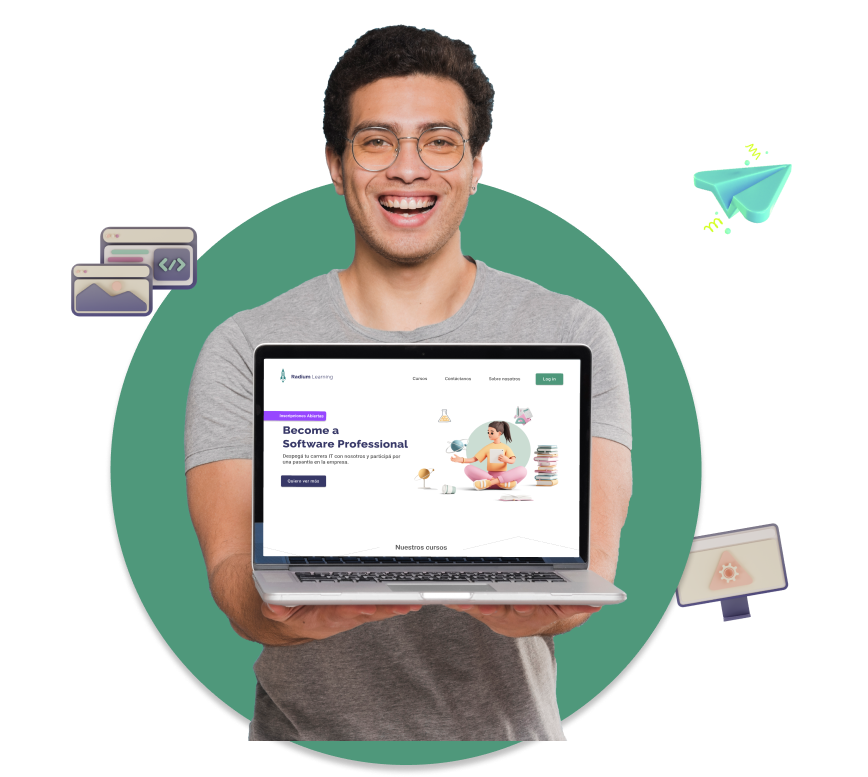 Radium Learning
Cursos
Contáctanos
Sobre nosotros
Log in
Inscripciones Abiertas
Become a
Software Professional
Despegá tu carrera IT con nosotros y participá por
una pasantía en la empresa.
Quiero ver más
Nuestros cursos